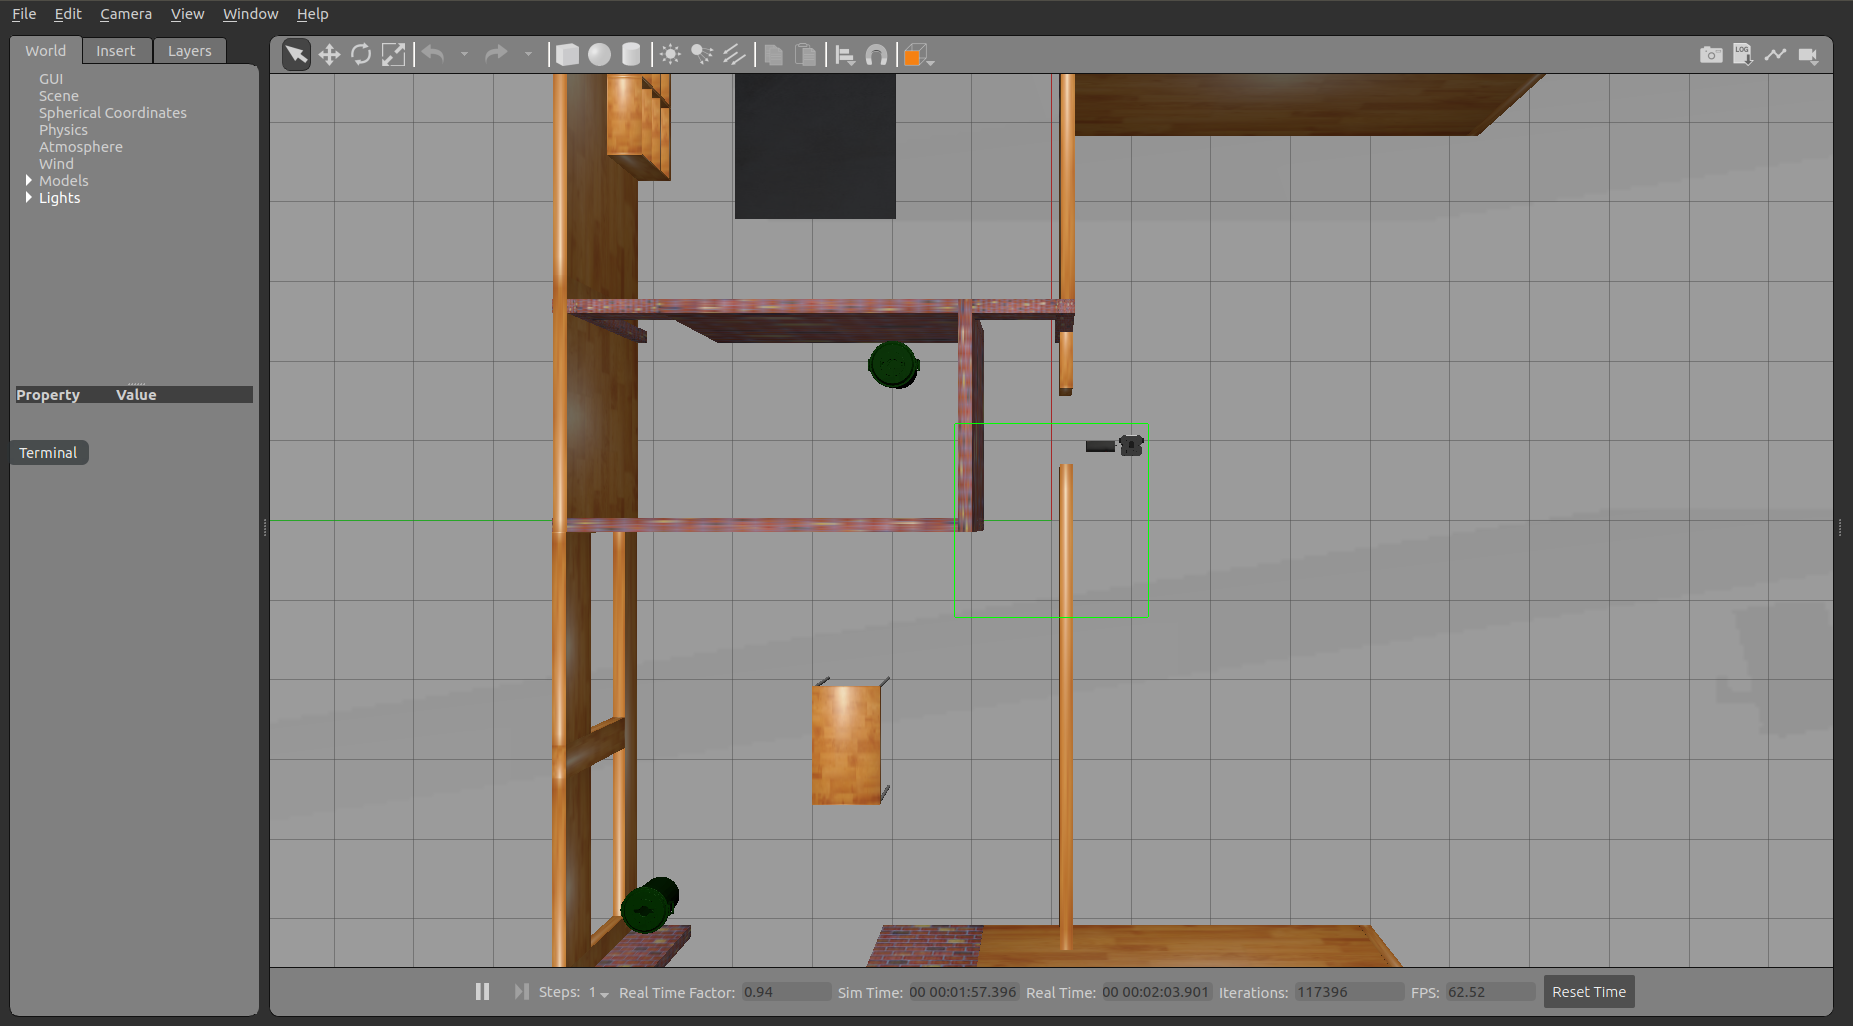 File Edit Camera View Window Help
World Insert Layers
GUI
Scene
Spherical Coordinates
Physics
Atmosphere
Wind
Models
Lights
Property Value
Terminal
LOG
Steps: 1 Real Time Factor: 0.94 Sim Time: 00 00:01:57.396 Real Time: 00 00:02:03.901 Iterations: 117396 FPS: 62.52 Reset Time